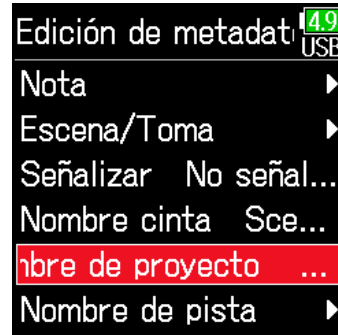 Edición de metadat
4.9
USB
Nota
Escena/Toma
Señalizar No señal...
Nombre cinta Sce...
mbre de proyecto ...
Nombre de pista